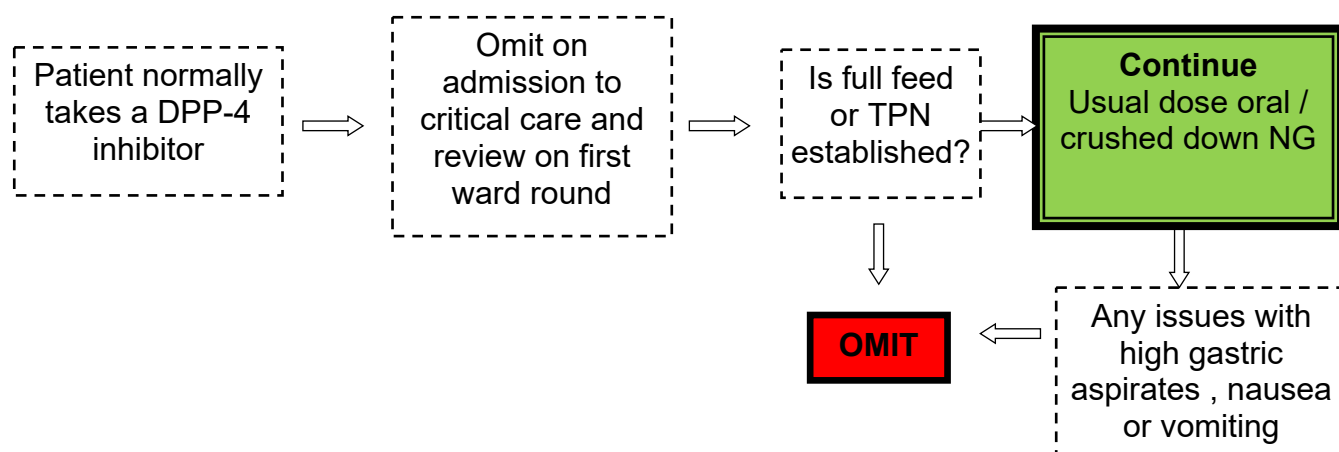 Patient normally
takes a DPP-4
inhibitor
Omit on
admission to
critical care and
review on first
ward round
Is full feed
or TPN
established?
Continue
Usual dose oral /
crushed down NG
OMIT
Any issues with
high gastric
aspirates , nausea
or vomiting